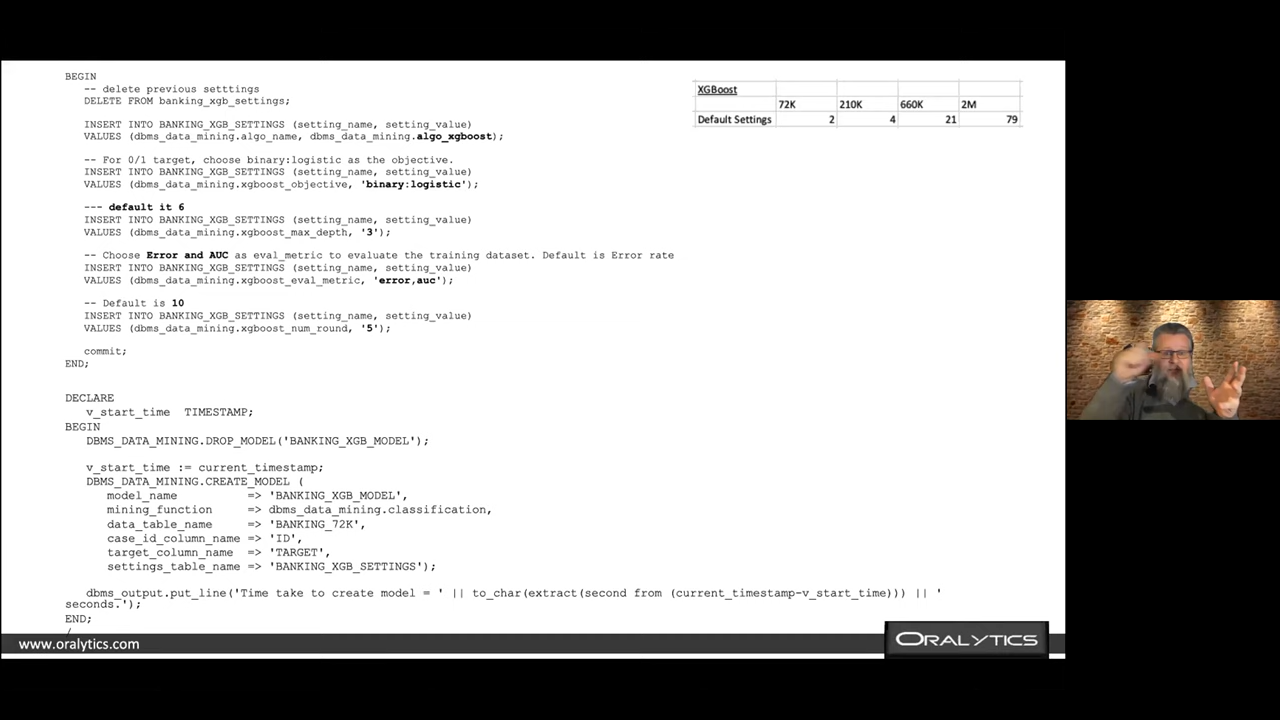 BEGIN
-- delete previous setttings
DELETE FROM banking_xgb_settings;
INSERT INTO BANKING_XGB_SETTINGS (setting_name, setting_value)
VALUES (dbms_data_mining.algo_name, dbms_data_mining.algo_xgboost);
-- For 0/1 target, choose binary:logistic as the objective.
INSERT INTO BANKING_XGB_SETTINGS (setting_name, setting_value)
VALUES (dbms_data_mining.xgboost_objective, 'binary:logistic');
--- default it 6
INSERT INTO BANKING_XGB_SETTINGS (setting_name, setting_value)
VALUES (dbms_data_mining.xgboost_max_depth, '3');
-- Choose Error and AUC as eval_metric to evaluate the training dataset. Default is Error rate
INSERT INTO BANKING_XGB_SETTINGS (setting_name, setting_value)
VALUES (dbms_data_mining.xgboost_eval_metric, 'error,auc');
-- Default is 10
INSERT INTO BANKING_XGB_SETTINGS (setting_name, setting_value)
VALUES (dbms_data_mining.xgboost_num_round, '5');
commit;
END;
DECLARE
v_start_time TIMESTAMP;
BEGIN
DBMS_DATA_MINING.DROP_MODEL('BANKING_XGB_MODEL');
v_start_time := current_timestamp;
DBMS_DATA_MINING.CREATE_MODEL (
model_name => 'BANKING_XGB_MODEL',
mining_function => dbms_data_mining.classification,
data_table_name => 'BANKING_72K',
case_id_column_name => 'ID',
target_column_name => 'TARGET',
settings_table_name => 'BANKING_XGB_SETTINGS');
dbms_output.put_line('Time take to create model = ' || to_char(extract(second from (current_timestamp-v_start_time))) || '
seconds.');
END;
/
XGBoost
72K 210K 660K 2M
Default Settings 2 4 21 79
www.oralytics.com
ORALYTICS